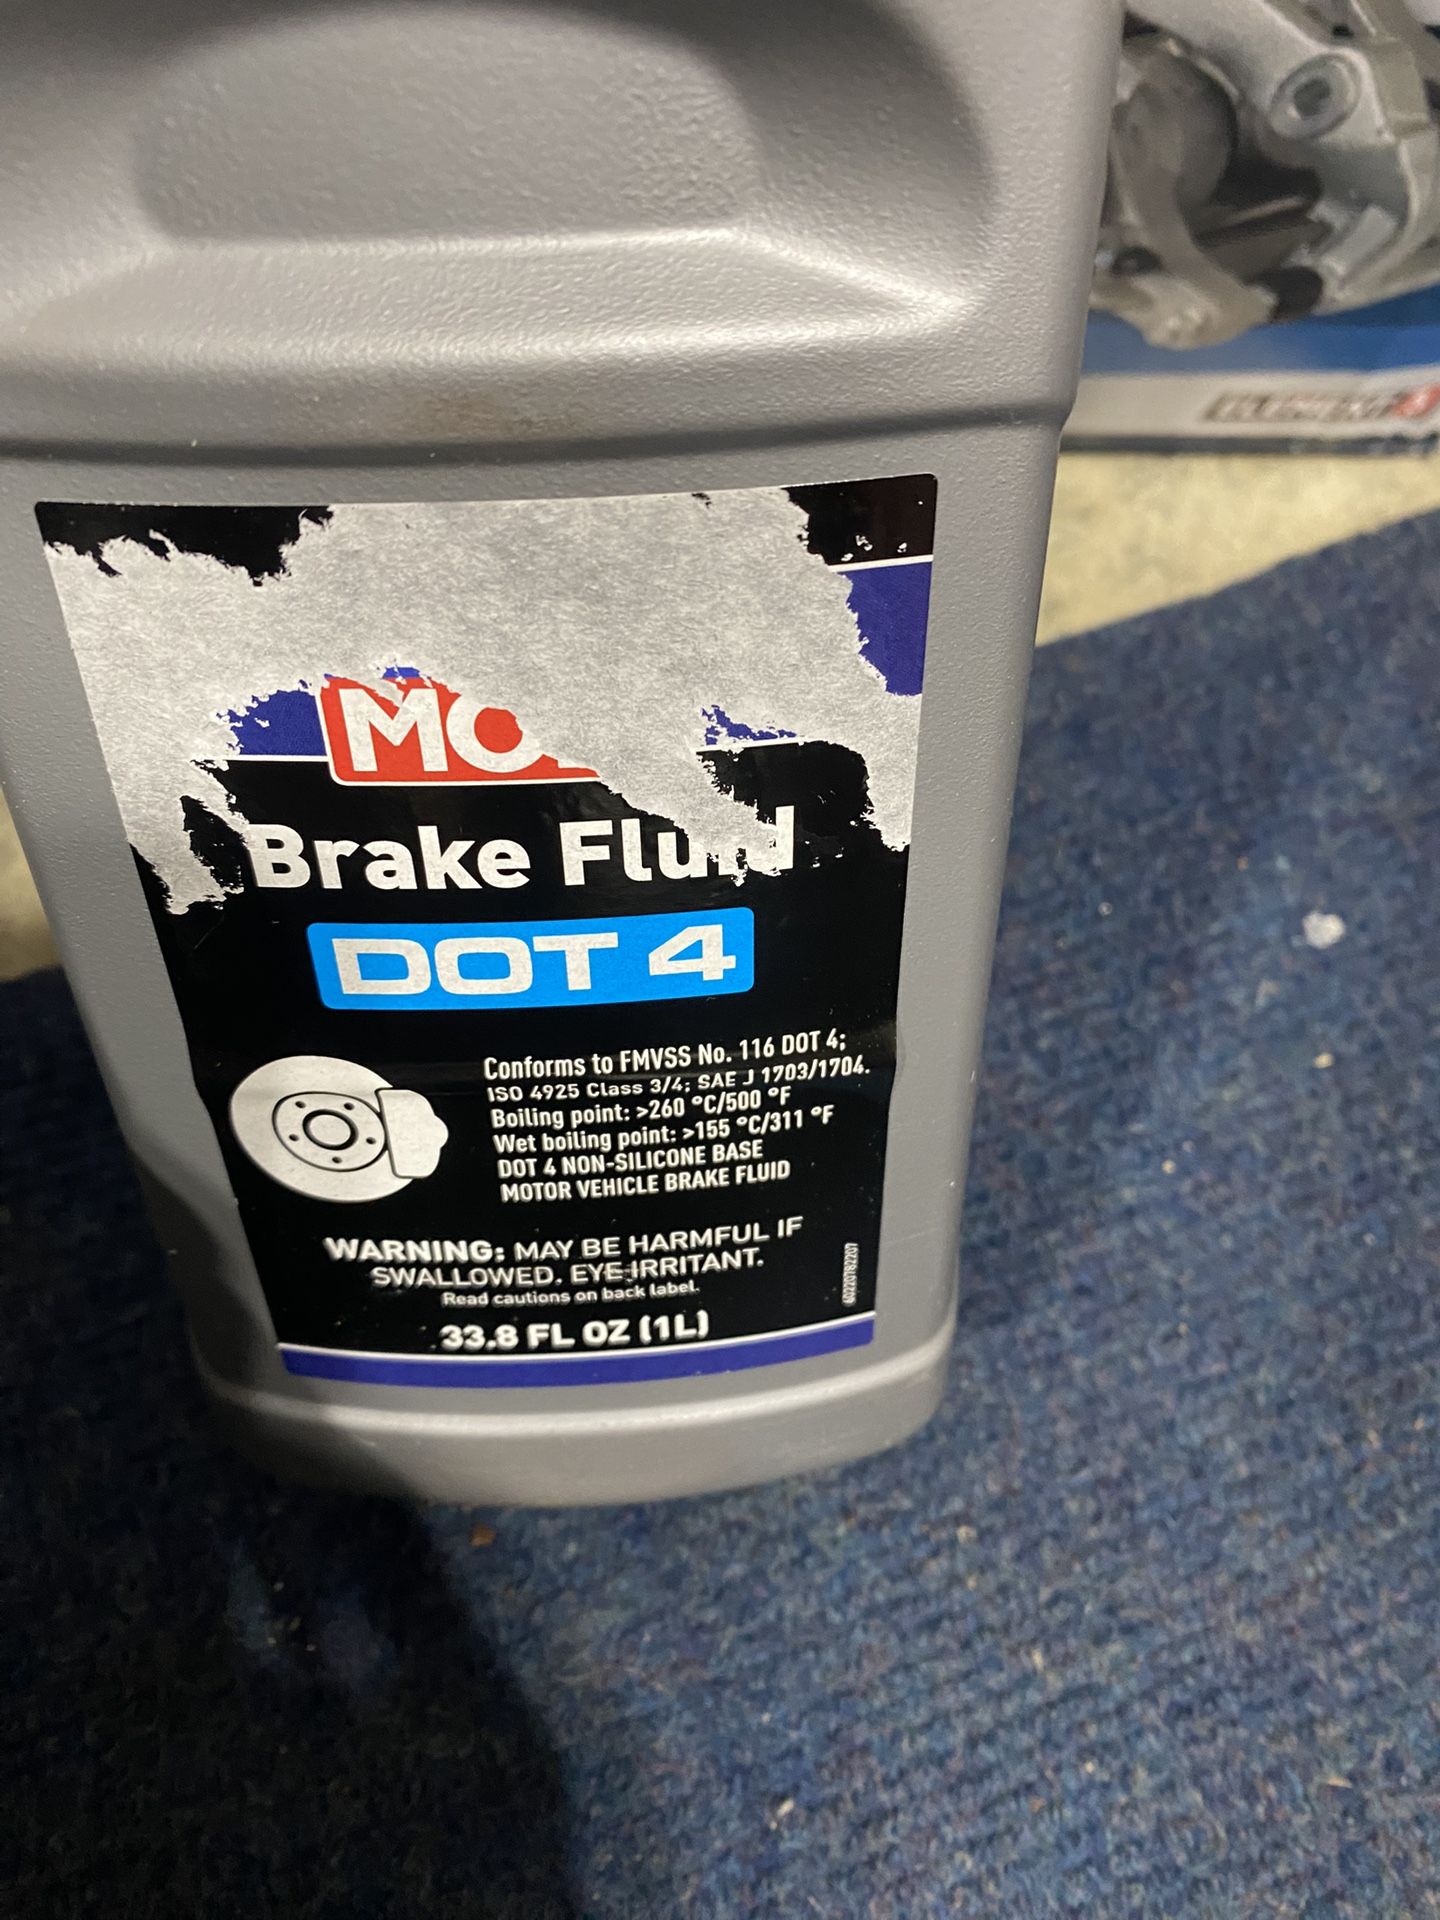 MO
Brake Fluid
DOT 4
Conforms to FMVSS No. 116 DOT 4;
ISO 4925 Class 3/4; SAE J 1703/1704.
Boiling point: >260 °C/500 °F
Wet boiling point: >155 °C/311 °F
DOT 4 NON-SILICONE BASE
MOTOR VEHICLE BRAKE FLUID
WARNING: MAY BE HARMFUL IF
SWALLOWED. EYE IRRITANT.
Read cautions on back label.
33.8 FL OZ (1L)